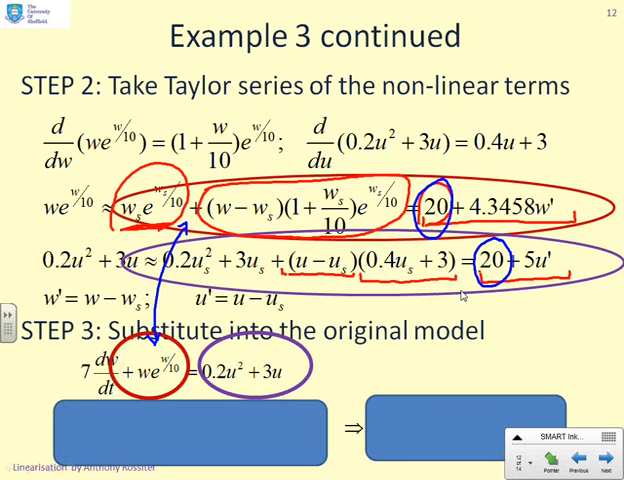 The University Of Sheffield.
12
Example 3 continued
STEP 2: Take Taylor series of the non-linear terms
d/dw (we^{w/10}) = (1 + w/10)e^{w/10}; d/du (0.2u² + 3u) = 0.4u + 3
we^{w/10} ≈ w_s e^{w_s/10} + (w − w_s)(1 + w_s/10)e^{w_s/10} = 20 + 4.3458w'
0.2u² + 3u ≈ 0.2u_s² + 3u_s + (u − u_s)(0.4u_s + 3) = 20 + 5u'
w' = w − w_s; u' = u − u_s
STEP 3: Substitute into the original model
7 dw/dt + we^{w/10} = 0.2u² + 3u
⇒
SMART Ink...
Pointer Previous Next
Linearisation by Anthony Rossiter